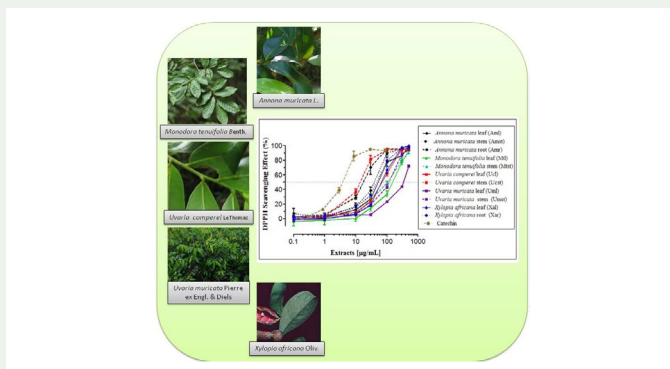 Annona muricata L.
Monodora tenuifolia Benth.
Uvaria comperei LeThomas
Uvaria muricata Pierre
ex Engl. & Diels
Xylopia africana Oliv.
DPPH Scavenging Effect (%)
100
80
60
40
20
0
0.1
1
10
100
500
5000
Extracts [µg/mL]
Annona muricata leaf (Aml)
Annona muricata stem (Amst)
Annona muricata root (Amr)
Monodora tenuifolia leaf (Mtl)
Monodora tenuifolia stem (Mtst)
Uvaria comperei leaf (Ucl)
Uvaria comperei stem (Ucst)
Uvaria muricata leaf (Uml)
Uvaria muricata stem (Umst)
Xylopia africana leaf (Xal)
Xylopia africana root (Xar)
Catechin